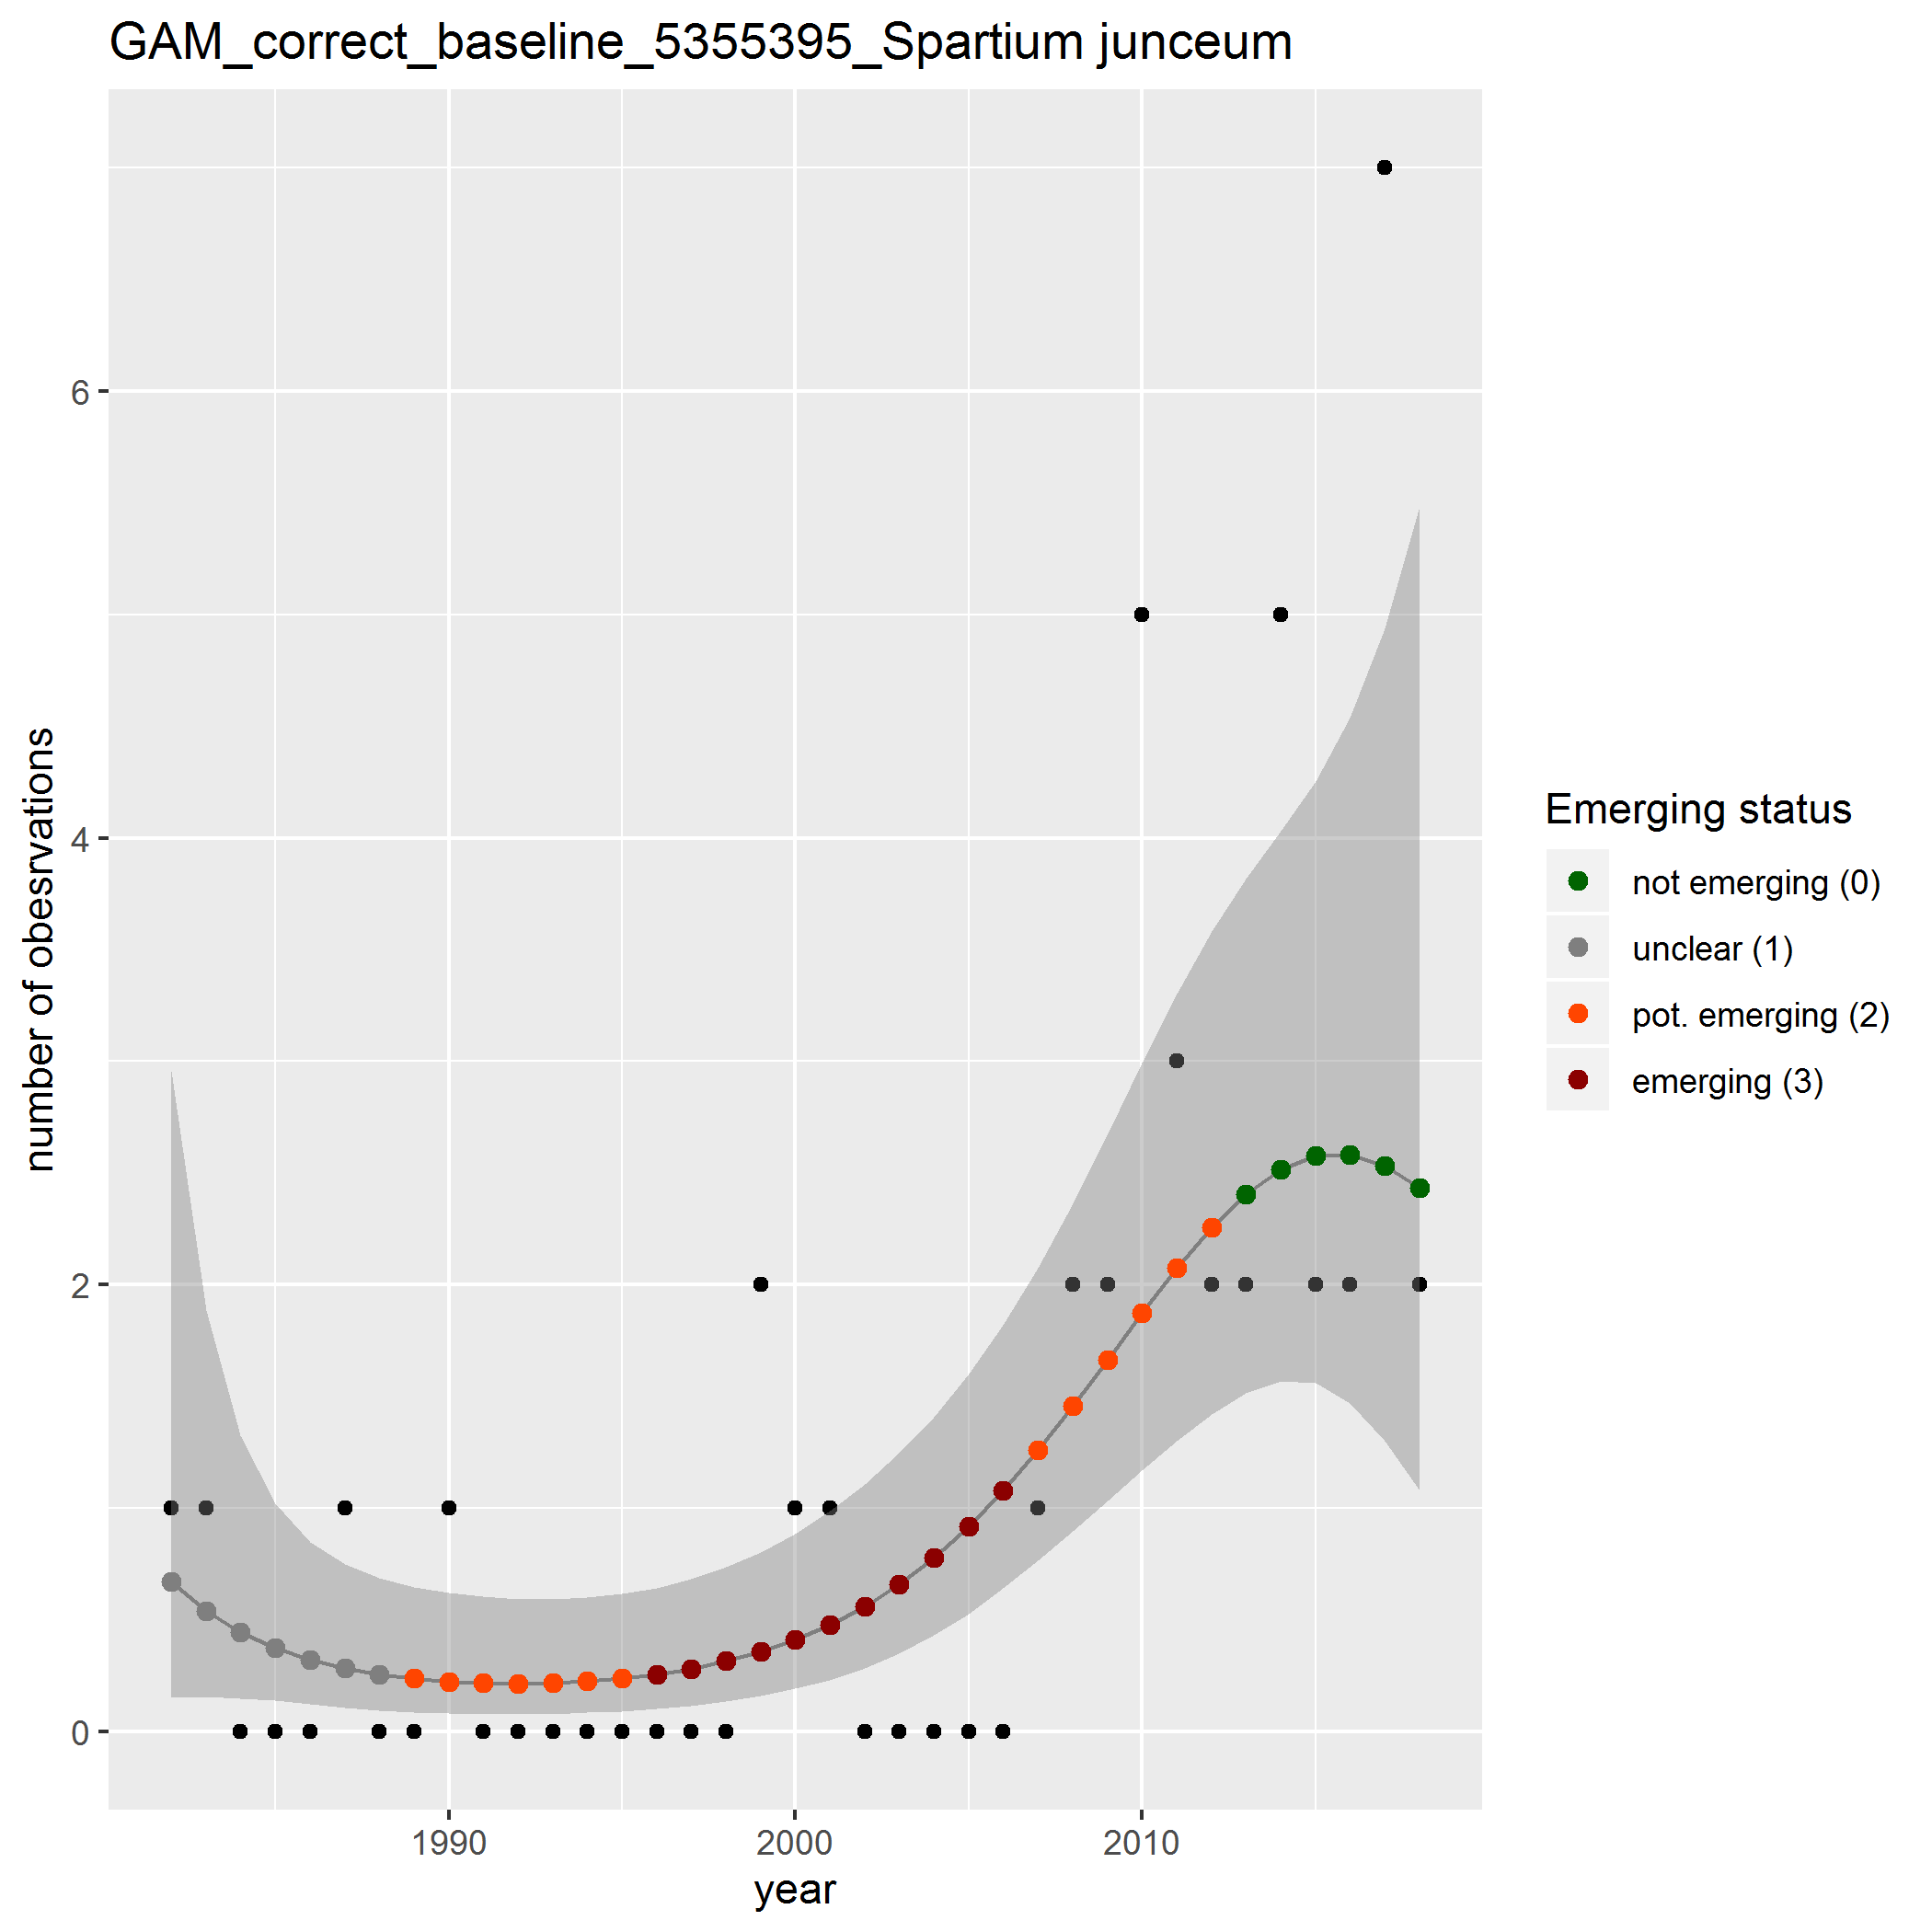 GAM_correct_baseline_5355395_Spartium junceum
6
4
2
0
number of obesrvations
1990
2000
2010
year
Emerging status
not emerging (0)
unclear (1)
pot. emerging (2)
emerging (3)